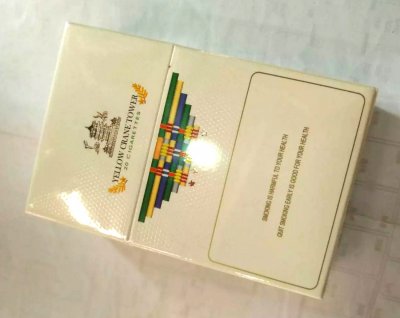 YELLOW CRANE TOWER
20 CIGARETTES
SMOKING IS HARMFUL TO YOUR HEALTH
QUIT SMOKING EARLY IS GOOD FOR YOUR HEALTH